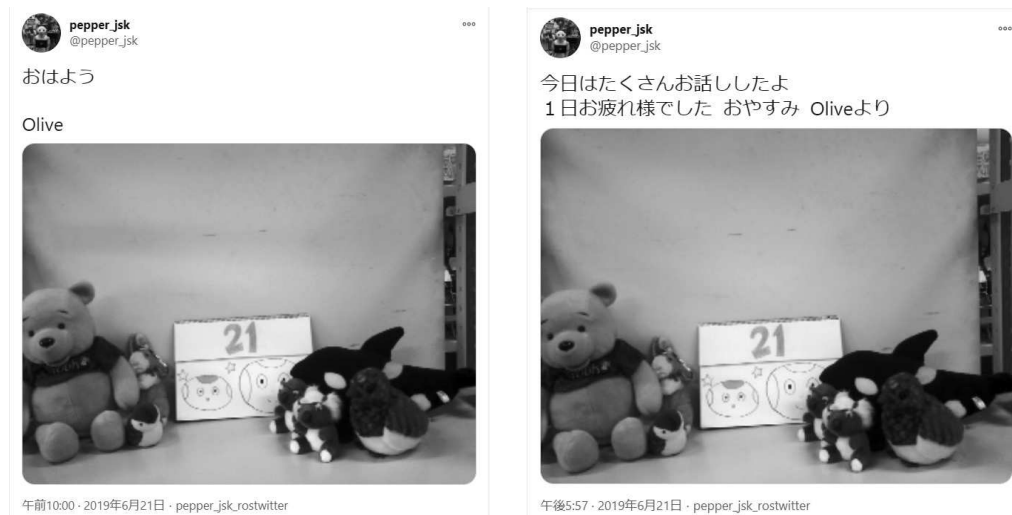 pepper_jsk
@pepper_jsk
おはよう
Olive
21
午前10:00 · 2019年6月21日 · pepper_jsk_rostwitter
pepper_jsk
@pepper_jsk
今日はたくさんお話ししたよ
１日お疲れ様でした おやすみ Oliveより
21
午後5:57 · 2019年6月21日 · pepper_jsk_rostwitter